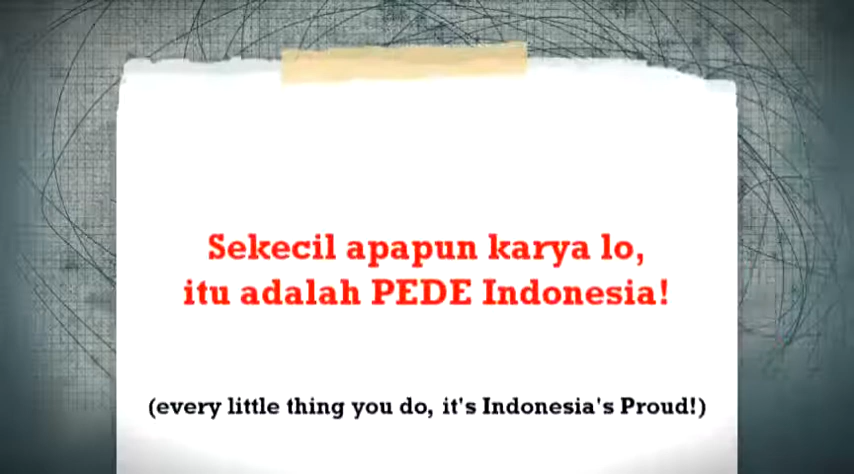 Sekecil apapun karya lo,
itu adalah PEDE Indonesia!
(every little thing you do, it's Indonesia's Proud!)